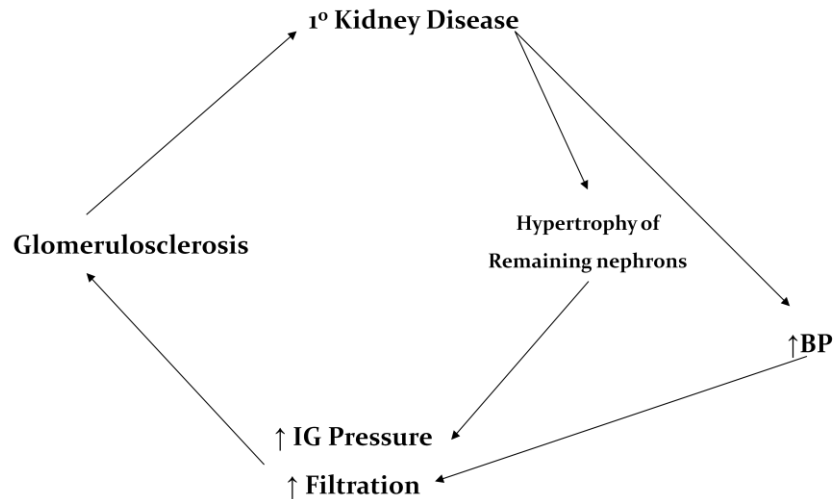 1º Kidney Disease
Hypertrophy of
Remaining nephrons
Glomerulosclerosis
↑BP
↑ IG Pressure
↑ Filtration